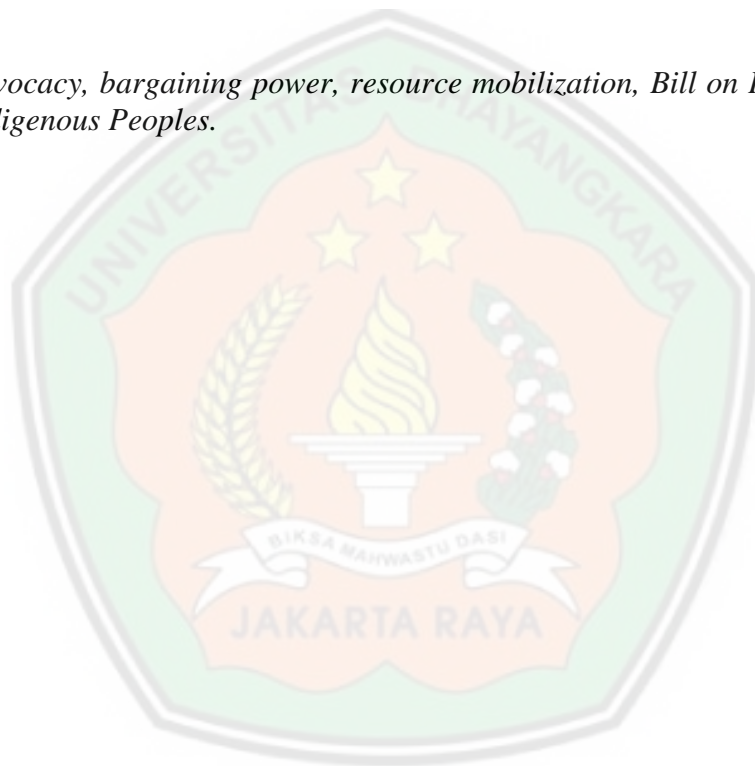 vocacy, bargaining power, resource mobilization, Bill on
digenous Peoples.
UNIVERSITAS BHAYANGKARA
BIKSA MAHWASTU DASI
JAKARTA RAYA